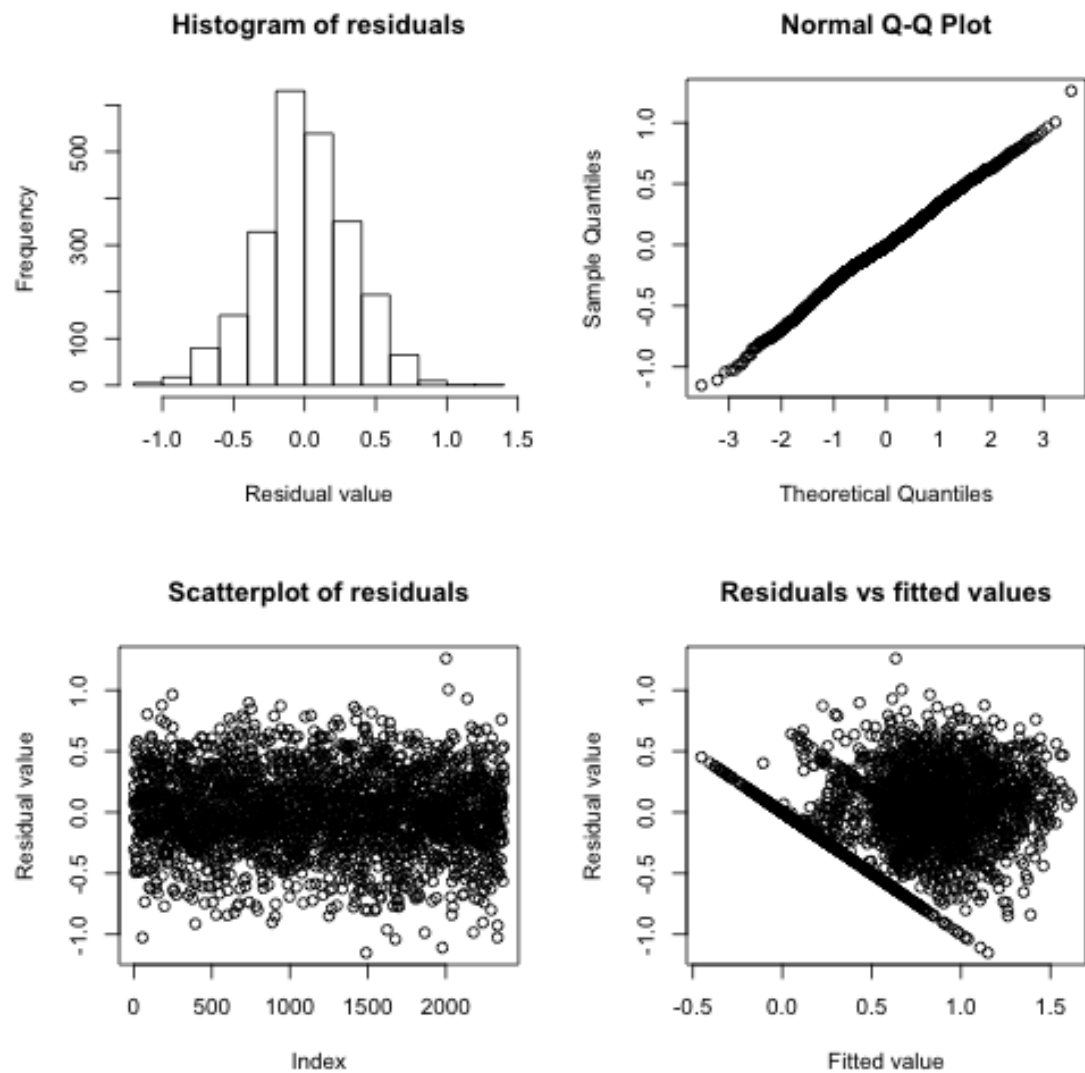 Histogram of residuals
Frequency
0 100 300 500
-1.0 -0.5 0.0 0.5 1.0 1.5
Residual value
Normal Q-Q Plot
Sample Quantiles
-1.0 -0.5 0.0 0.5 1.0
-3 -2 -1 0 1 2 3
Theoretical Quantiles
Scatterplot of residuals
Residual value
-1.0 -0.5 0.0 0.5 1.0
0 500 1000 2000
Index
Residuals vs fitted values
Residual value
-1.0 -0.5 0.0 0.5 1.0
-0.5 0.0 0.5 1.0 1.5
Fitted value